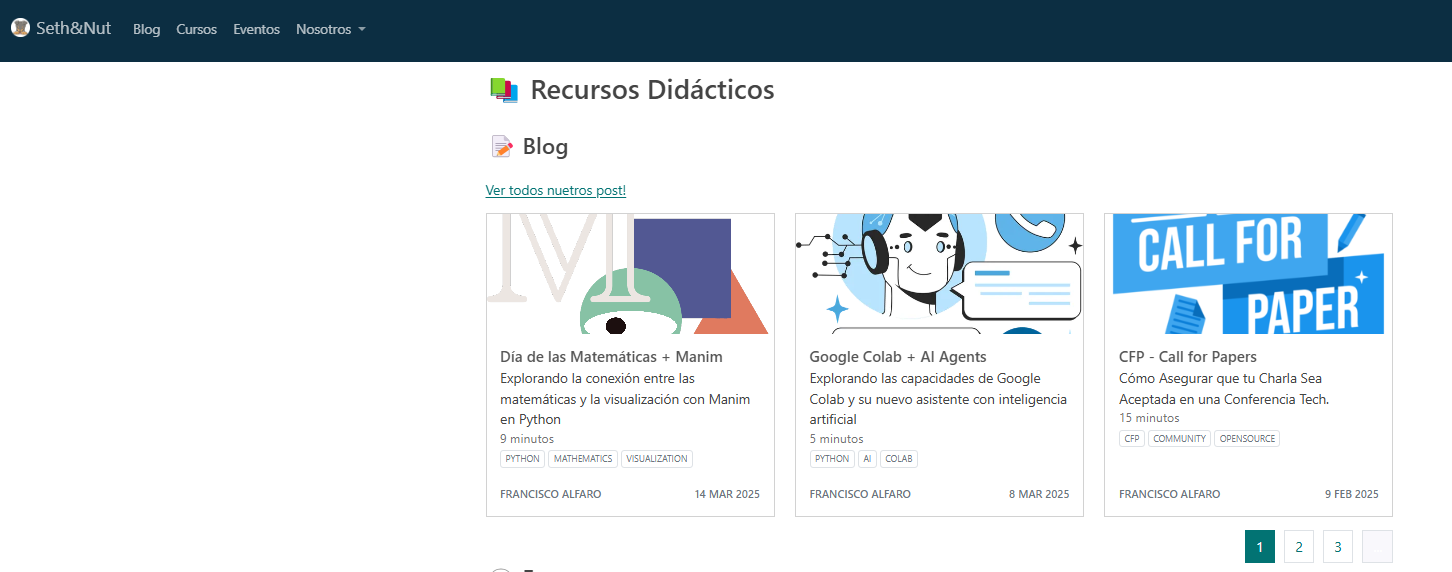 Seth&Nut Blog Cursos Eventos Nosotros
Recursos Didácticos
Blog
Ver todos nuetros post!
M
CALL FOR
PAPER
Día de las Matemáticas + Manim
Explorando la conexión entre las
matemáticas y la visualización con Manim
en Python
9 minutos
PYTHON MATHEMATICS VISUALIZATION
FRANCISCO ALFARO 14 MAR 2025
Google Colab + AI Agents
Explorando las capacidades de Google
Colab y su nuevo asistente con inteligencia
artificial
5 minutos
PYTHON AI COLAB
FRANCISCO ALFARO 8 MAR 2025
CFP - Call for Papers
Cómo Asegurar que tu Charla Sea
Aceptada en una Conferencia Tech.
15 minutos
CFP COMMUNITY OPENSOURCE
FRANCISCO ALFARO 9 FEB 2025
1 2 3